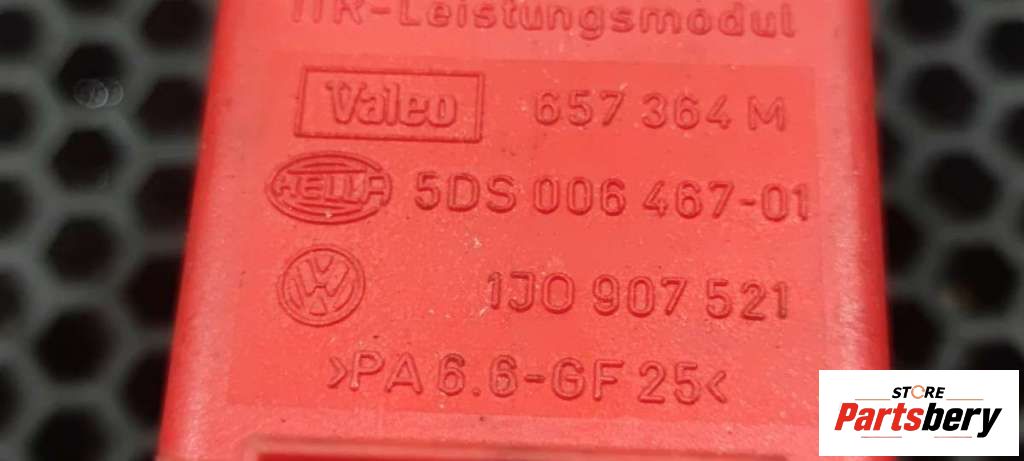 -Leistungsmodul
Valeo 657 364 M
HELLA 5DS 006 467-01
VW 1J0 907 521
>PA 6.6-GF 25<
STORE
Partsbery